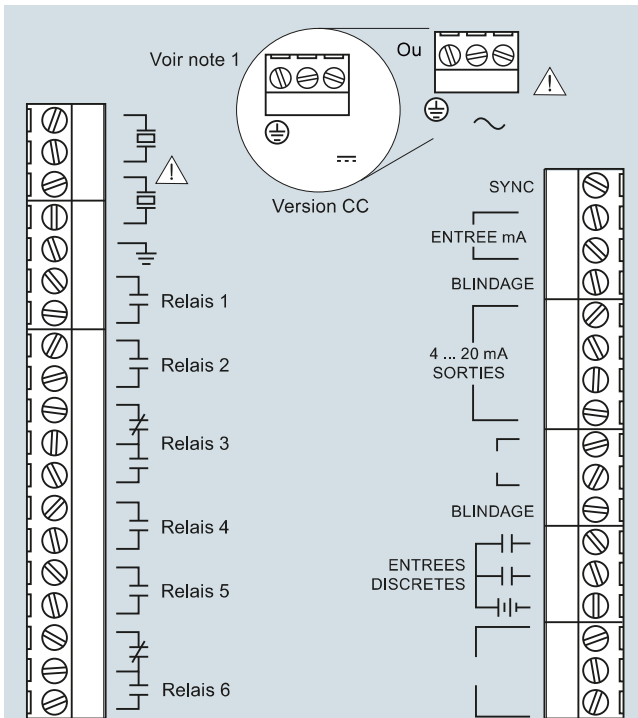 Voir note 1
Ou
Version CC
Relais 1
Relais 2
Relais 3
Relais 4
Relais 5
Relais 6
SYNC
ENTREE mA
BLINDAGE
4 ... 20 mA
SORTIES
BLINDAGE
ENTREES
DISCRETES